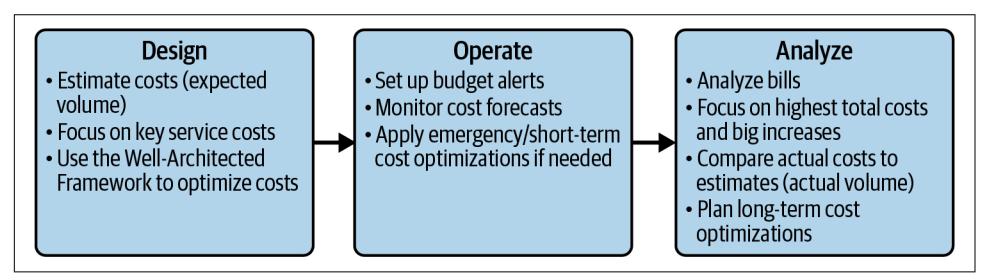 Design
• Estimate costs (expected
volume)
• Focus on key service costs
• Use the Well-Architected
Framework to optimize costs
Operate
• Set up budget alerts
• Monitor cost forecasts
• Apply emergency/short-term
cost optimizations if needed
Analyze
• Analyze bills
• Focus on highest total costs
and big increases
• Compare actual costs to
estimates (actual volume)
• Plan long-term cost
optimizations